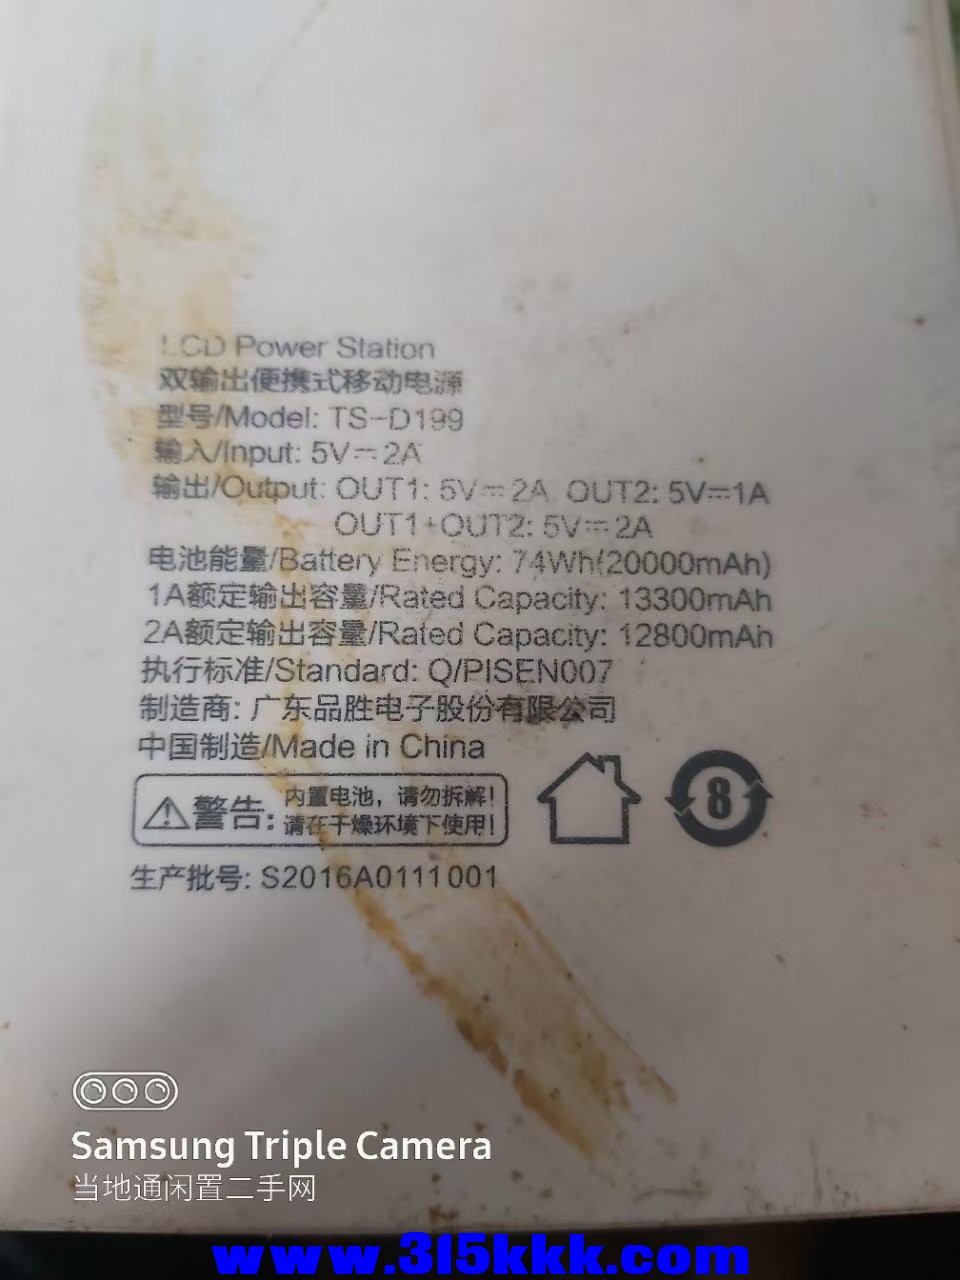 LCD Power Station
双输出便携式移动电源
型号/Model: TS-D199
输入/Input: 5V⎓2A
输出/Output: OUT1: 5V⎓2A OUT2: 5V⎓1A
OUT1+OUT2: 5V⎓2A
电池能量/Battery Energy: 74Wh(20000mAh)
1A额定输出容量/Rated Capacity: 13300mAh
2A额定输出容量/Rated Capacity: 12800mAh
执行标准/Standard: Q/PISEN007
制造商: 广东品胜电子股份有限公司
中国制造/Made in China
警告: 内置电池，请勿拆解!
请在干燥环境下使用!
8
生产批号: S2016A0111001
Samsung Triple Camera
当地通闲置二手网
www.315kkk.com